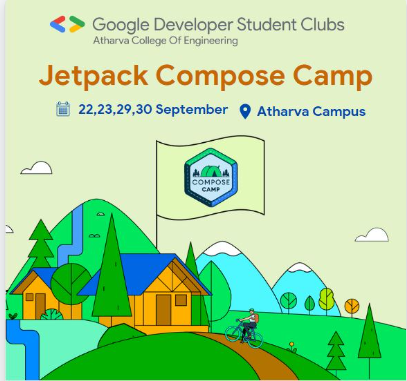 Google Developer Student Clubs
Atharva College Of Engineering
Jetpack Compose Camp
22,23,29,30 September
Atharva Campus
COMPOSE
CAMP